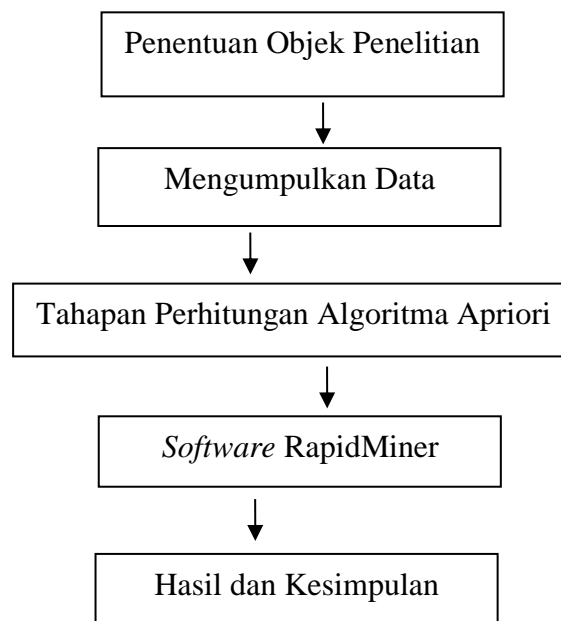 Penentuan Objek Penelitian
Mengumpulkan Data
Tahapan Perhitungan Algoritma Apriori
Software RapidMiner
Hasil dan Kesimpulan